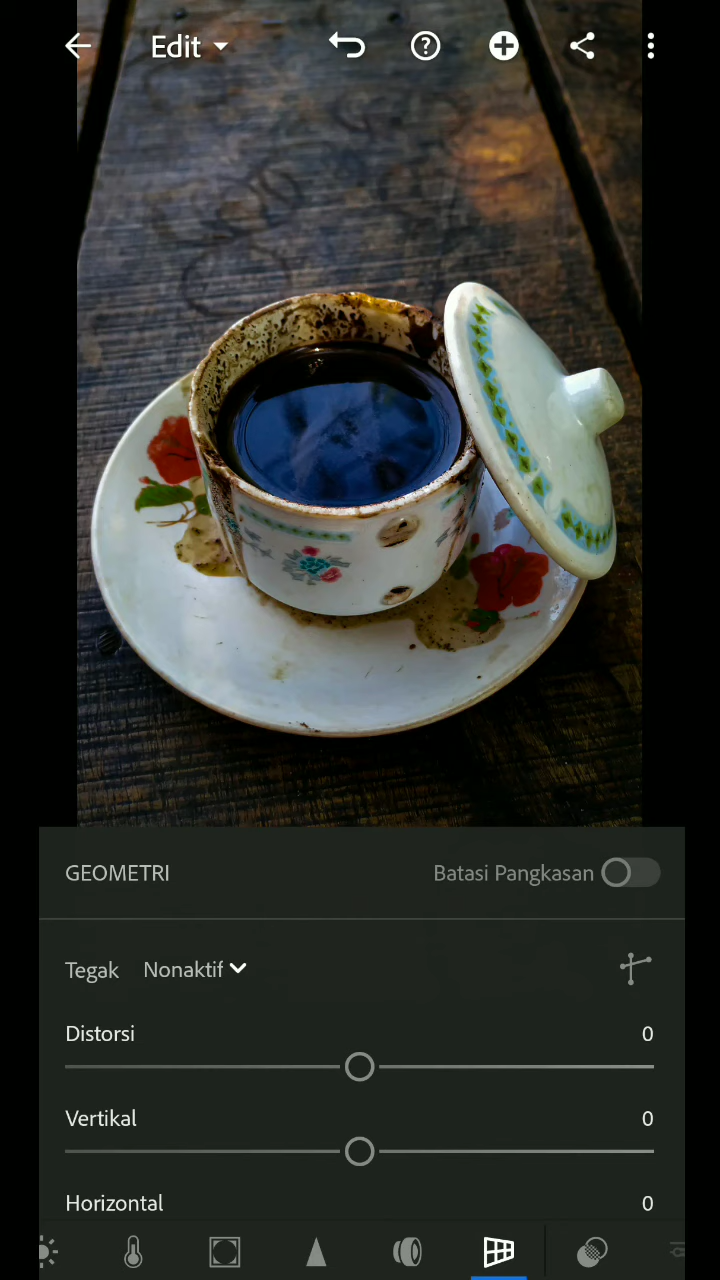 Edit
GEOMETRI
Batasi Pangkasan
Tegak Nonaktif
Distorsi 0
Vertikal 0
Horizontal 0